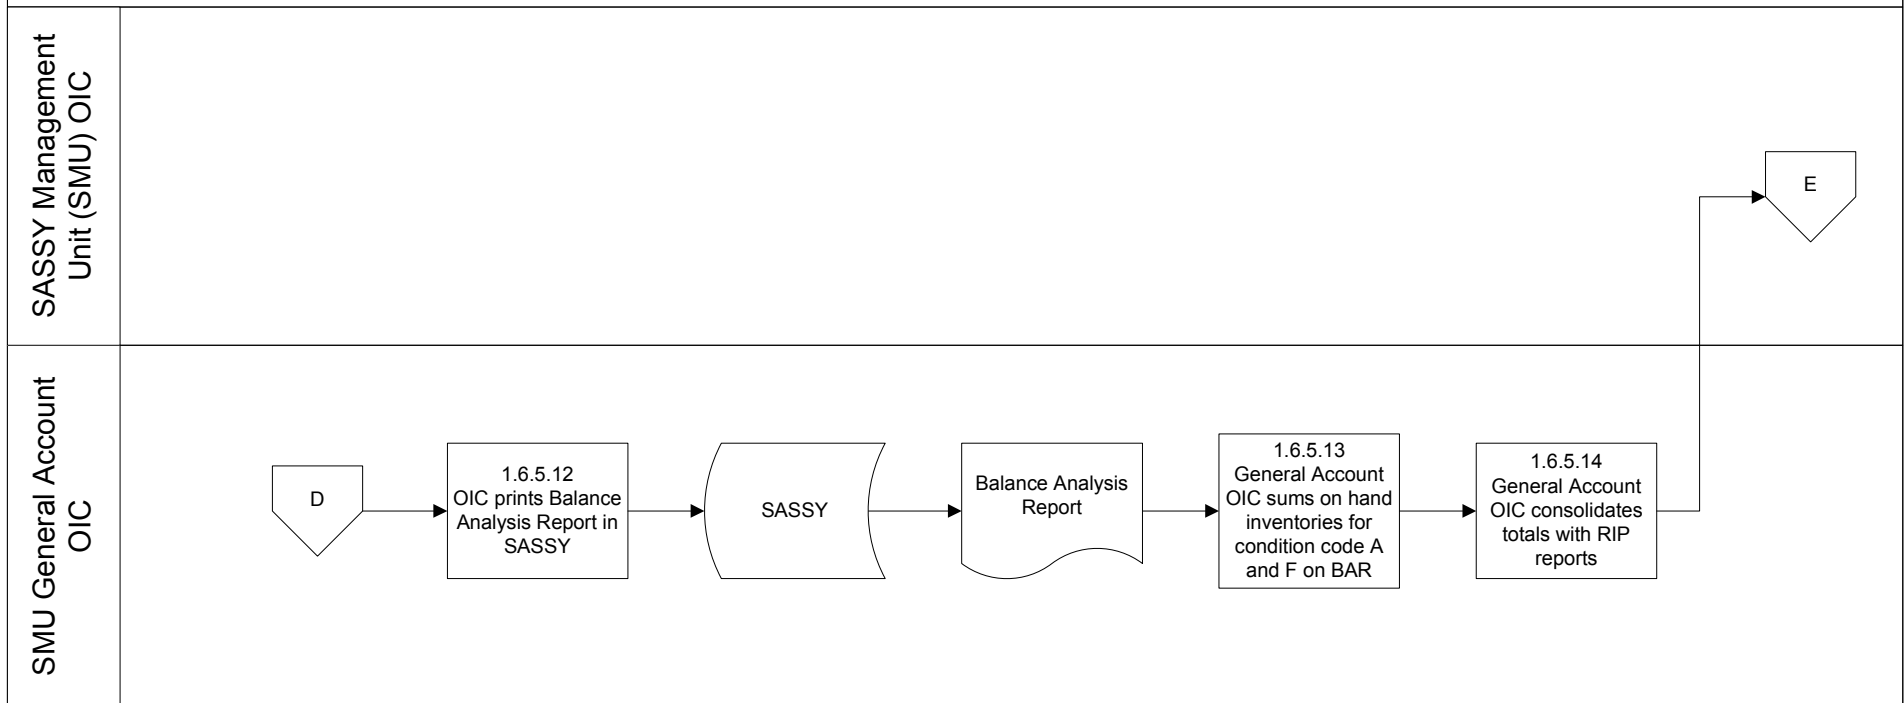 SASSY Management
Unit (SMU) OIC
E
SMU General Account
OIC
D
1.6.5.12
OIC prints Balance
Analysis Report in
SASSY
SASSY
Balance Analysis
Report
1.6.5.13
General Account
OIC sums on hand
inventories for
condition code A
and F on BAR
1.6.5.14
General Account
OIC consolidates
totals with RIP
reports